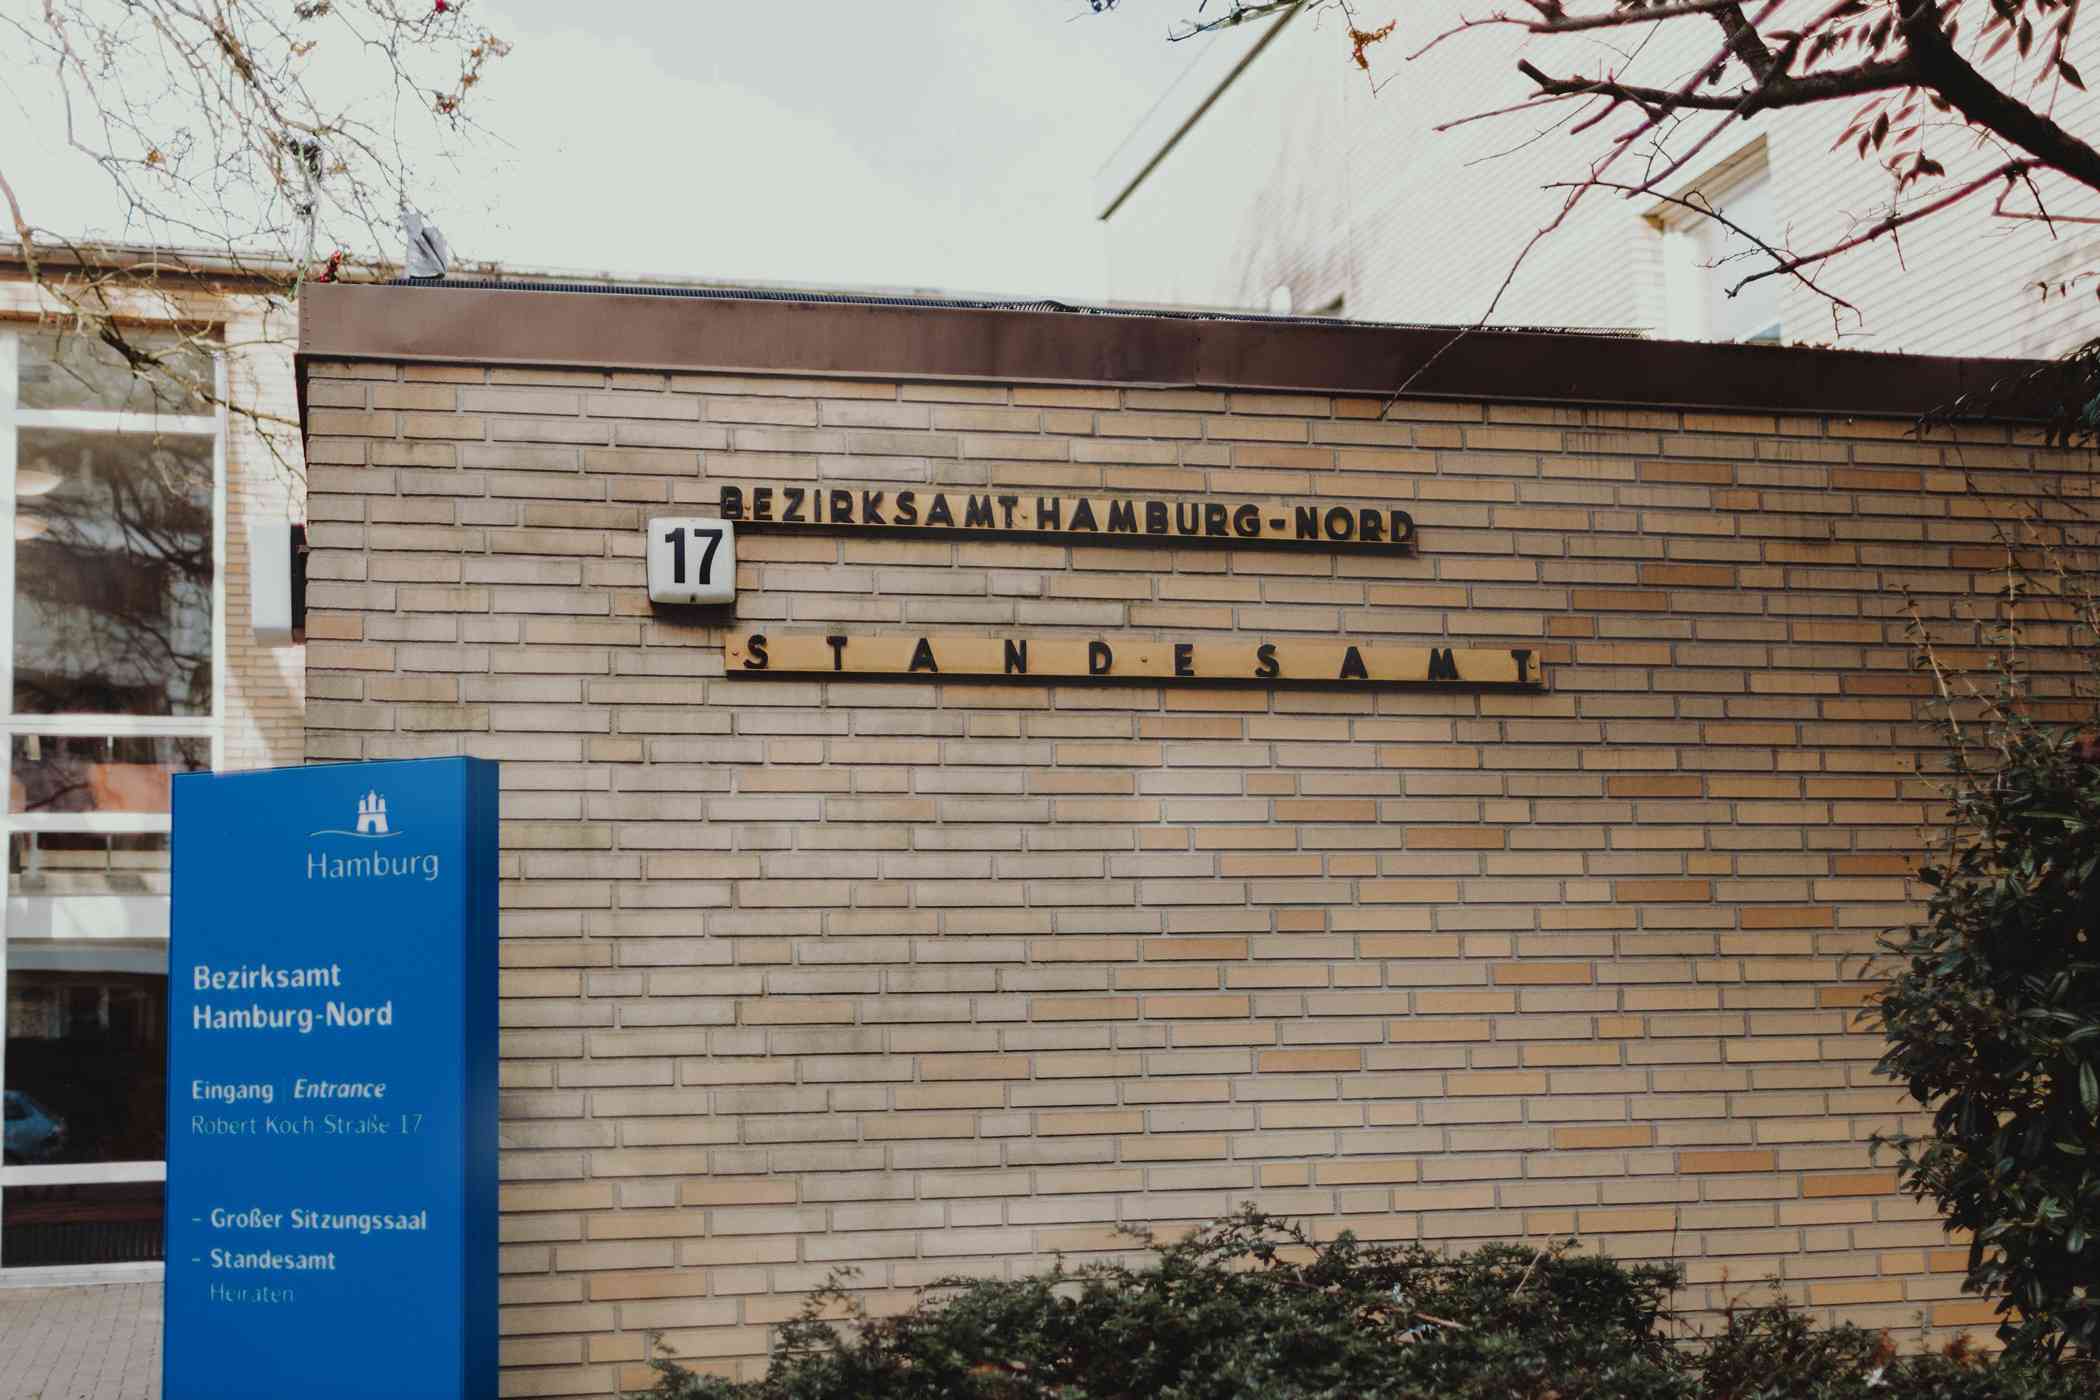 BEZIRKSAMT HAMBURG-NORD
17
STANDESAMT
Hamburg
Bezirksamt
Hamburg-Nord
Eingang | Entrance
Robert Koch Straße 17
- Großer Sitzungssaal
- Standesamt
Heiraten